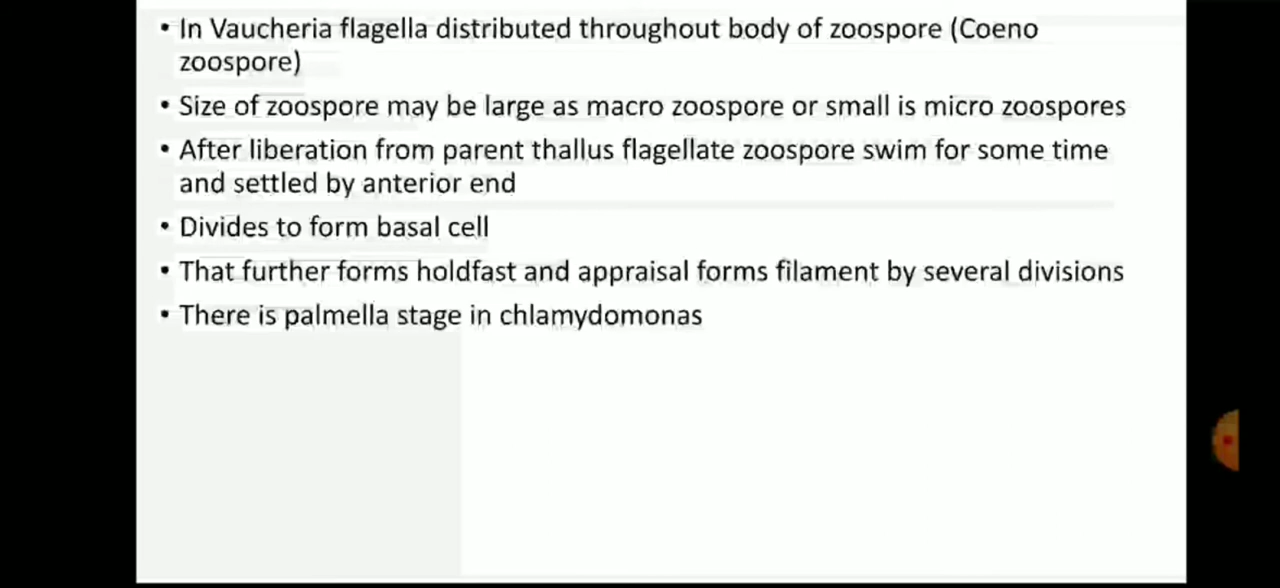 • In Vaucheria flagella distributed throughout body of zoospore (Coeno
zoospore)
• Size of zoospore may be large as macro zoospore or small is micro zoospores
• After liberation from parent thallus flagellate zoospore swim for some time
and settled by anterior end
• Divides to form basal cell
• That further forms holdfast and appraisal forms filament by several divisions
• There is palmella stage in chlamydomonas